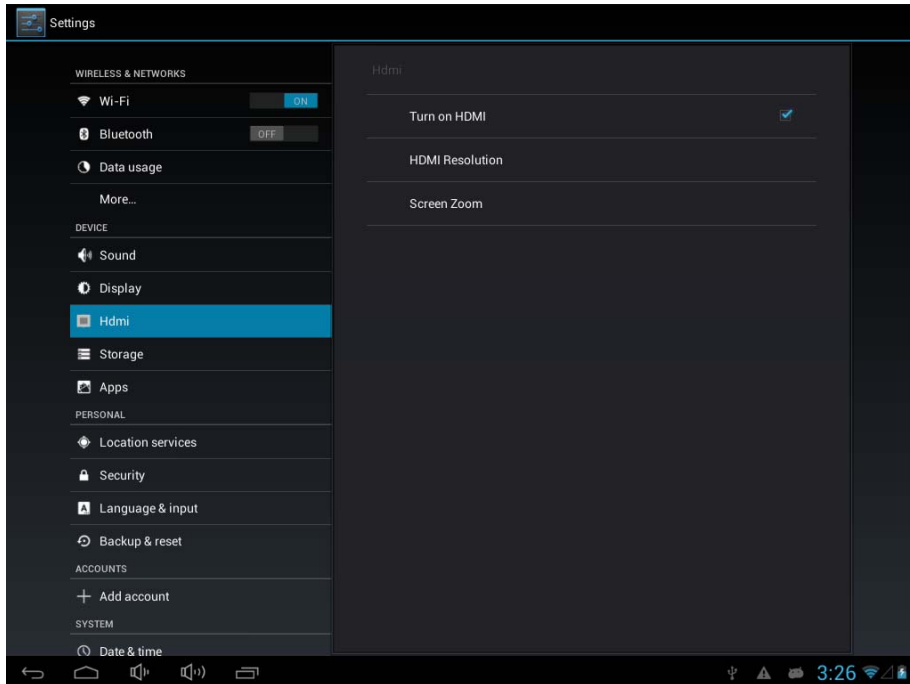 Settings
WIRELESS & NETWORKS
Wi-Fi ON
Bluetooth OFF
Data usage
More...
DEVICE
Sound
Display
Hdmi
Storage
Apps
PERSONAL
Location services
Security
Language & input
Backup & reset
ACCOUNTS
Add account
SYSTEM
Date & time
Hdmi
Turn on HDMI
HDMI Resolution
Screen Zoom
3:26